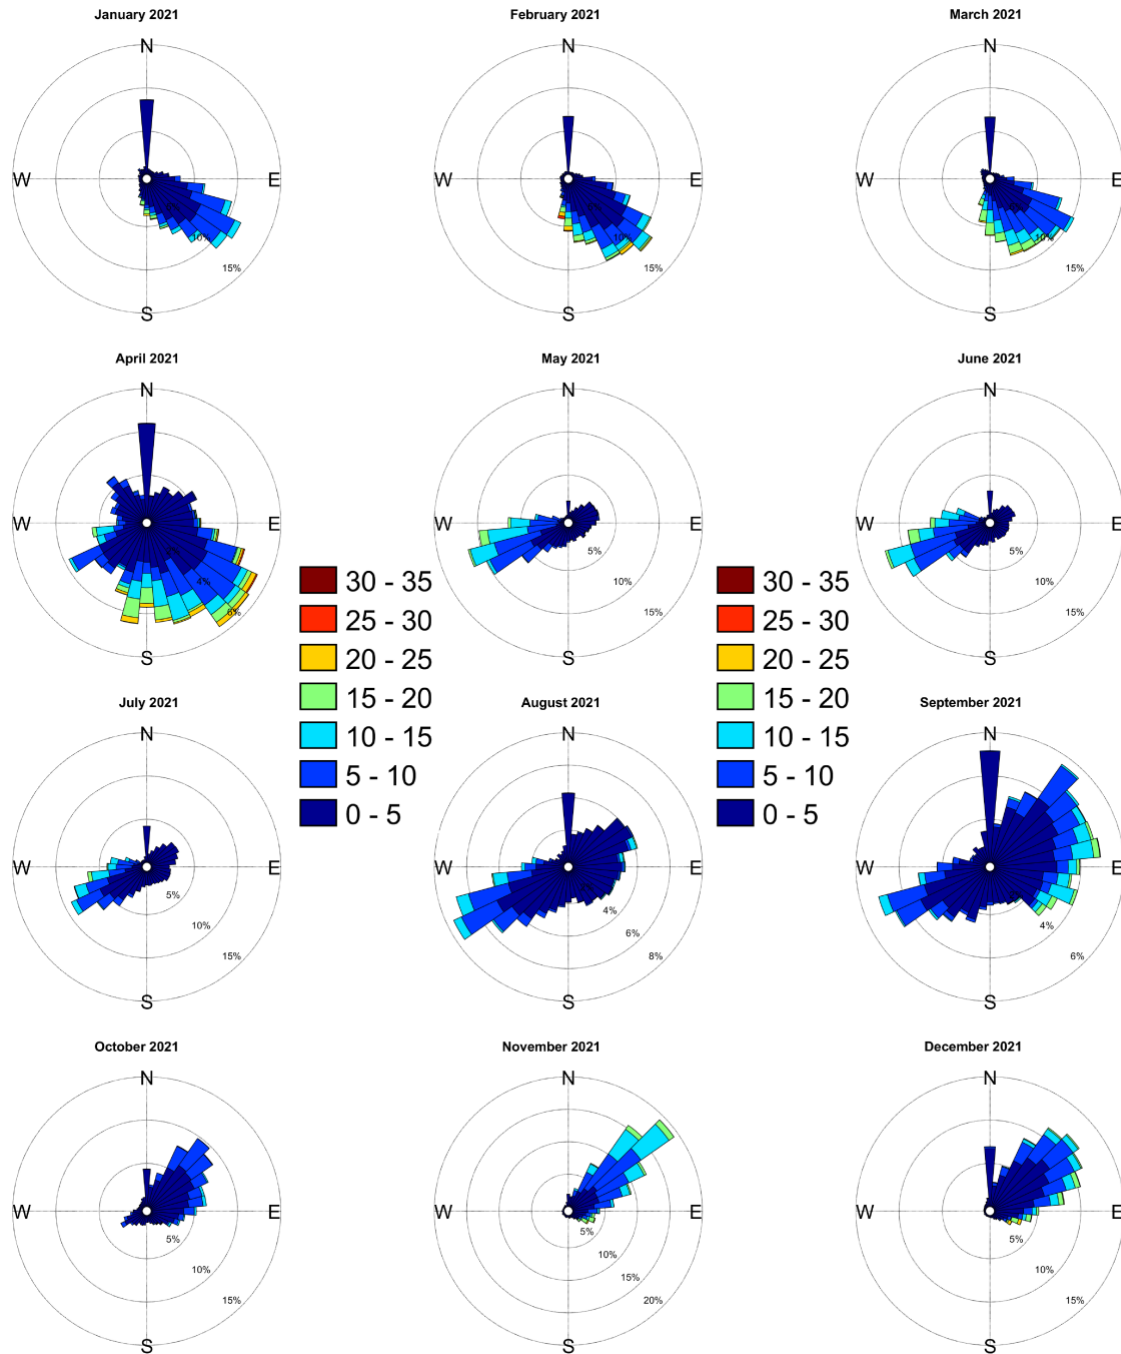 January 2021
N
W
E
S
10%
15%
February 2021
N
W
E
S
10%
15%
March 2021
N
W
E
S
10%
15%
April 2021
N
W
E
S
4%
6%
May 2021
N
W
E
S
5%
10%
15%
June 2021
N
W
E
S
5%
10%
15%
30 - 35
25 - 30
20 - 25
15 - 20
10 - 15
5 - 10
0 - 5
30 - 35
25 - 30
20 - 25
15 - 20
10 - 15
5 - 10
0 - 5
July 2021
N
W
E
S
5%
10%
15%
August 2021
N
W
E
S
4%
6%
8%
September 2021
N
W
E
S
4%
6%
October 2021
N
W
E
S
5%
10%
15%
November 2021
N
W
E
S
5%
10%
15%
20%
December 2021
N
W
E
S
5%
10%
15%